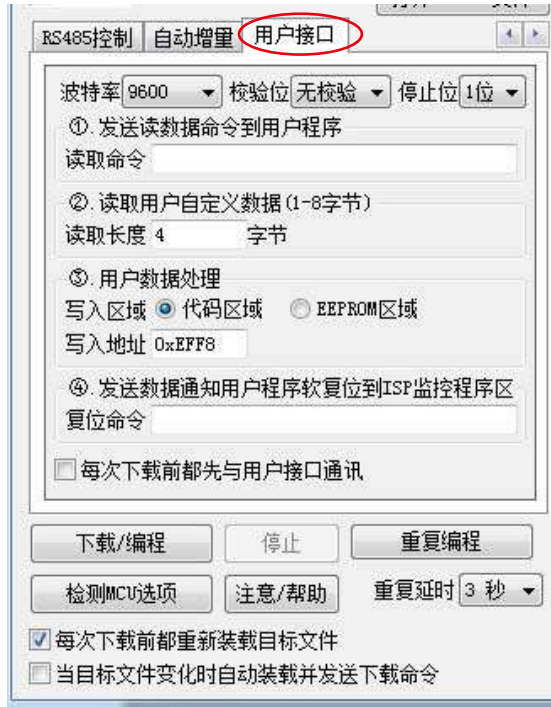 RS485控制 自动增量 用户接口
波特率 9600 校验位 无校验 停止位 1位
①.发送读数据命令到用户程序
读取命令
②.读取用户自定义数据(1-8字节)
读取长度 4 字节
③.用户数据处理
写入区域 代码区域 EEPROM区域
写入地址 0xEFF8
④.发送数据通知用户程序软复位到ISP监控程序区
复位命令
每次下载前都先与用户接口通讯
下载/编程 停止 重复编程
检测MCU选项 注意/帮助 重复延时 3 秒
每次下载前都重新装载目标文件
当目标文件变化时自动装载并发送下载命令